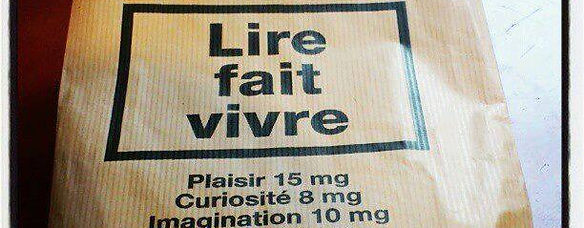 Lire
fait
vivre
Plaisir 15 mg
Curiosité 8 mg
Imagination 10 mg